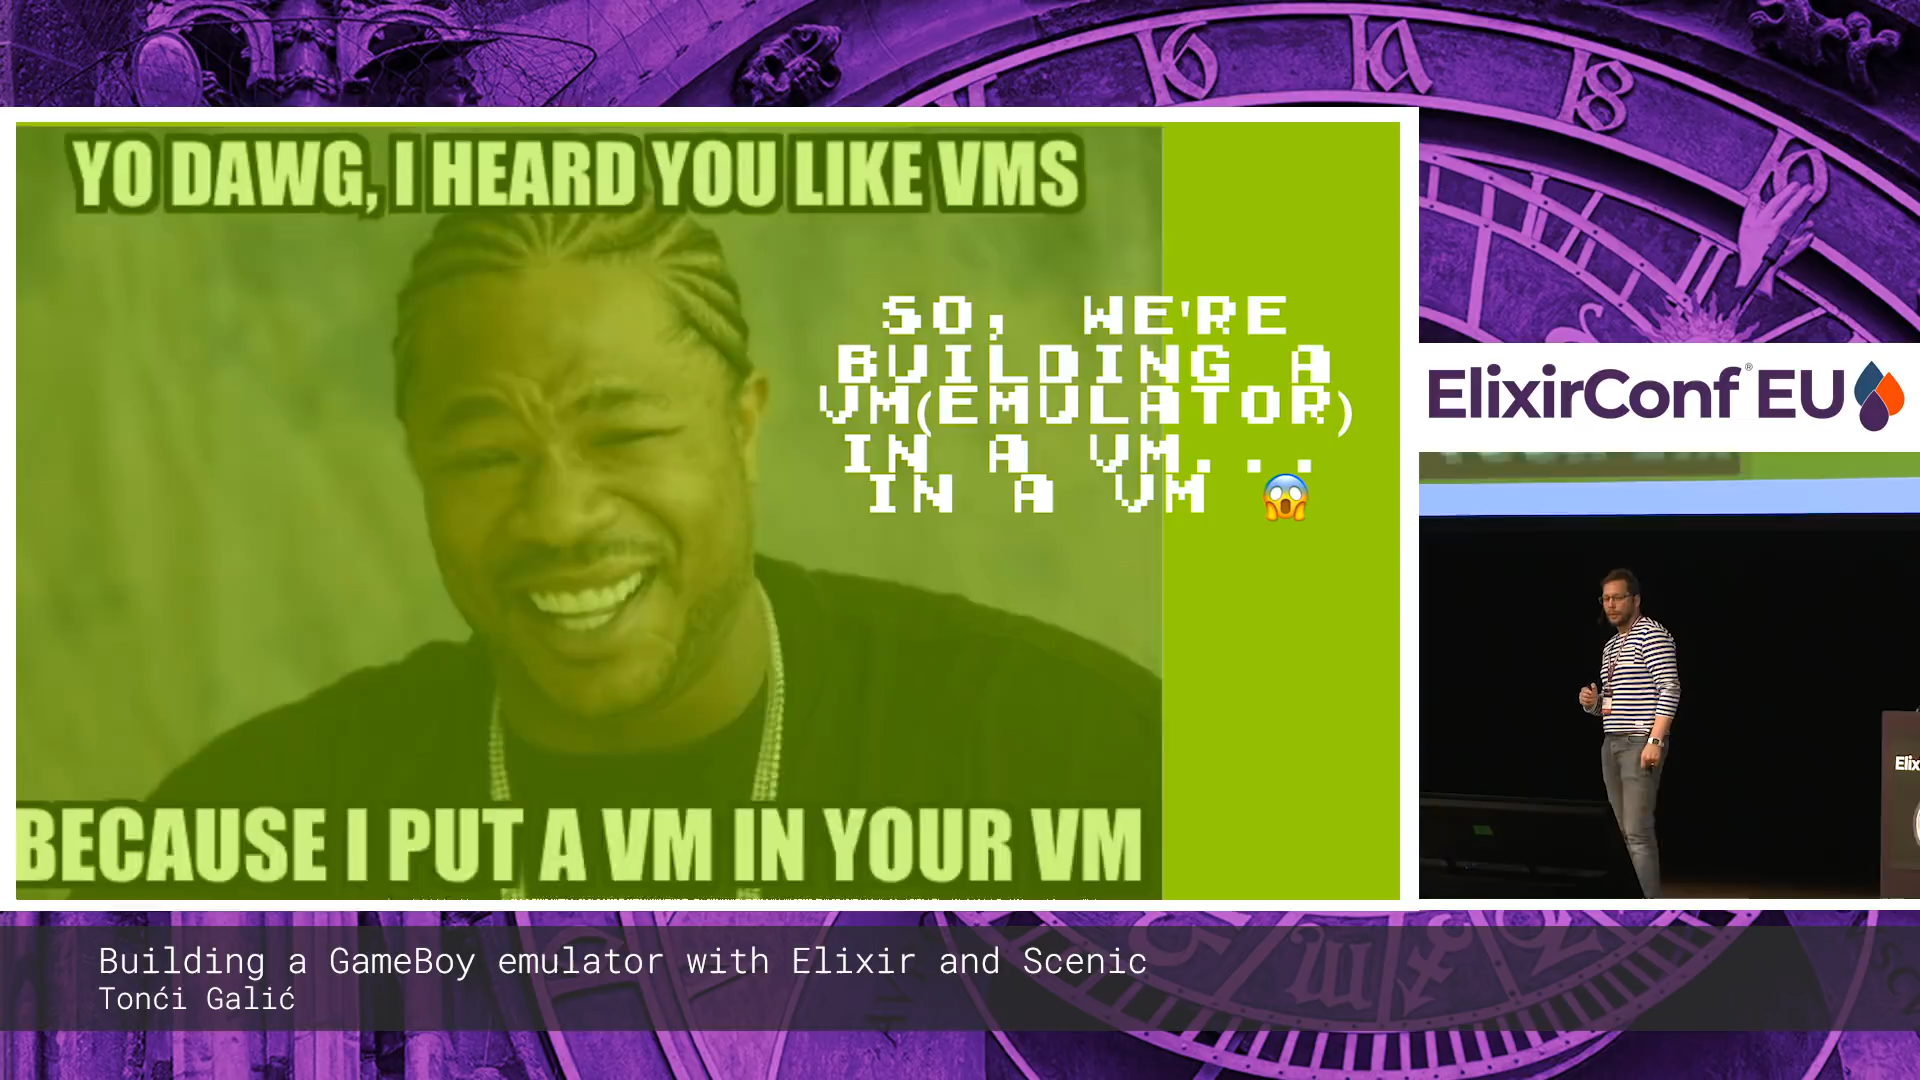 YO DAWG, I HEARD YOU LIKE VMS
SO, WE'RE
BUILDING A
VM(EMULATOR)
IN A VM...
IN A VM 😱
BECAUSE I PUT A VM IN YOUR VM
ElixirConf® EU
Building a GameBoy emulator with Elixir and Scenic
Tonći Galić